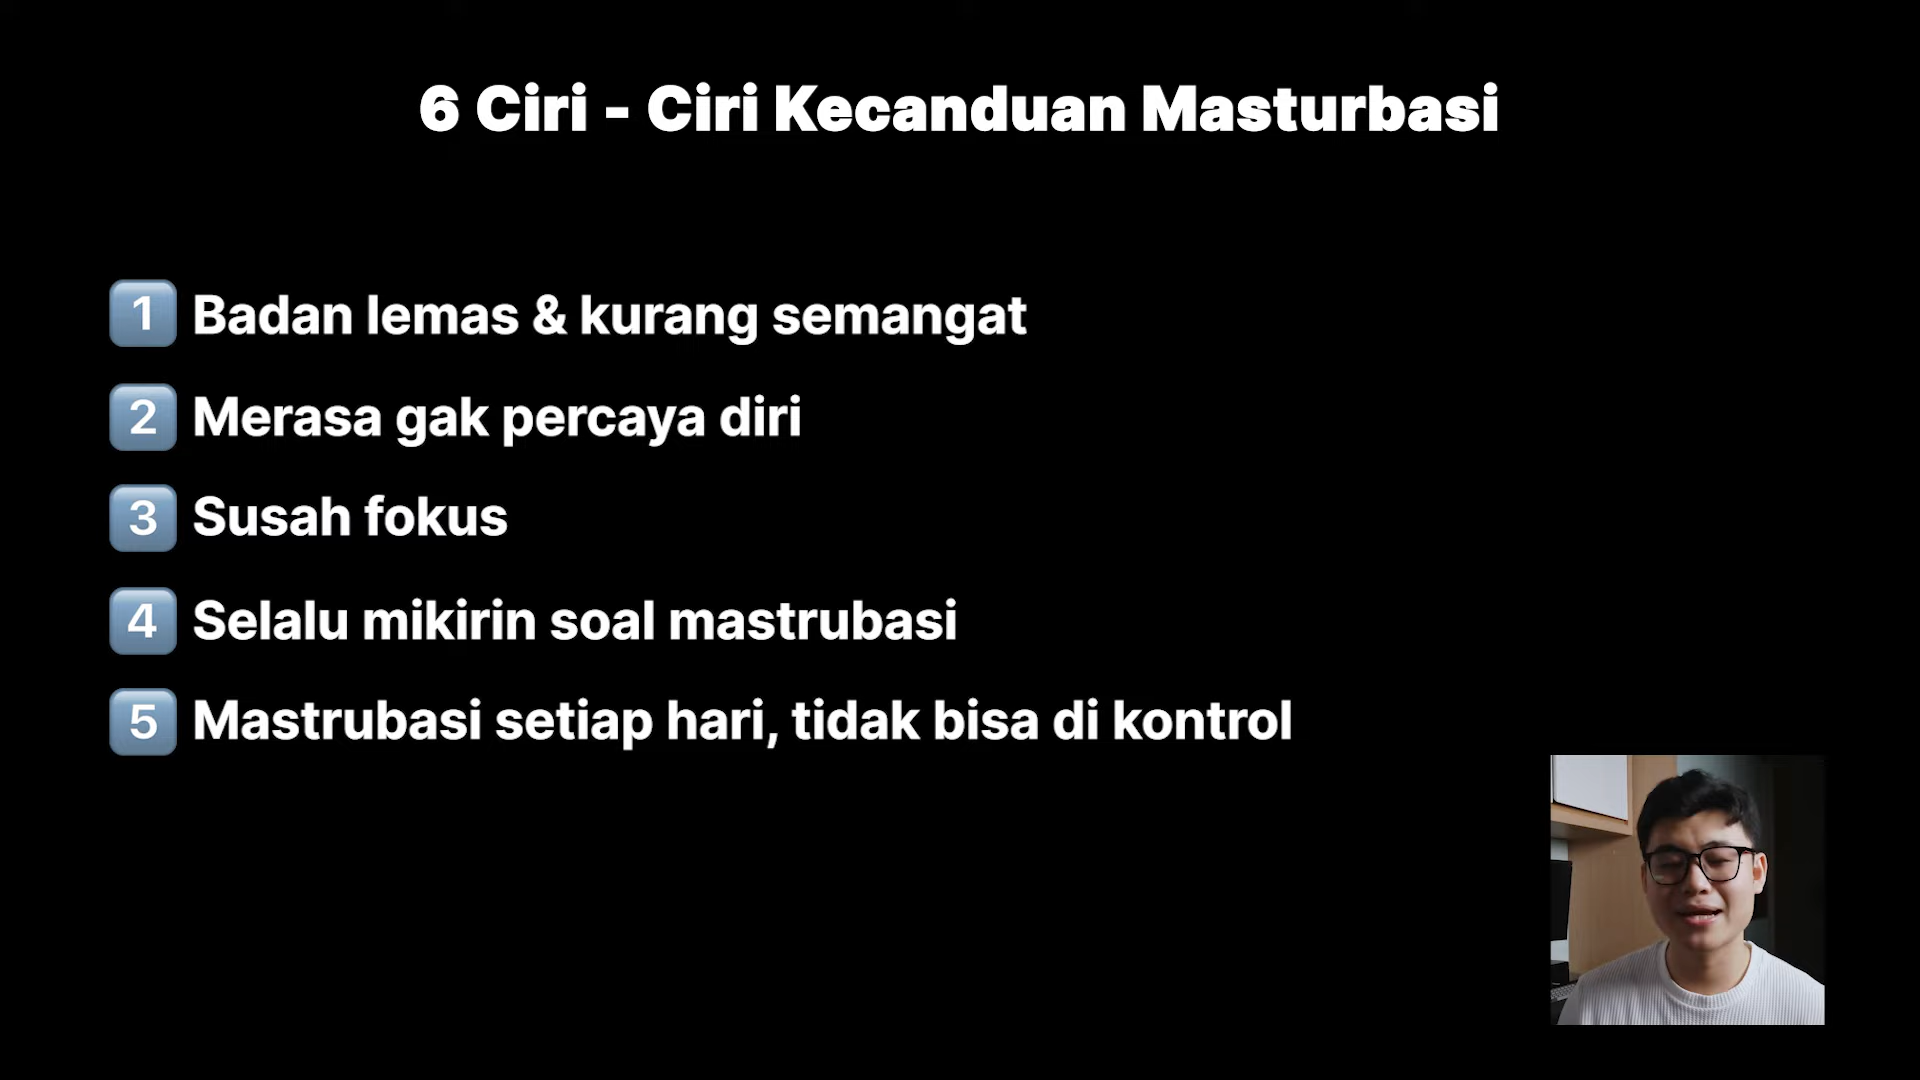 6 Ciri - Ciri Kecanduan Masturbasi
1 Badan lemas & kurang semangat
2 Merasa gak percaya diri
3 Susah fokus
4 Selalu mikirin soal mastrubasi
5 Mastrubasi setiap hari, tidak bisa di kontrol